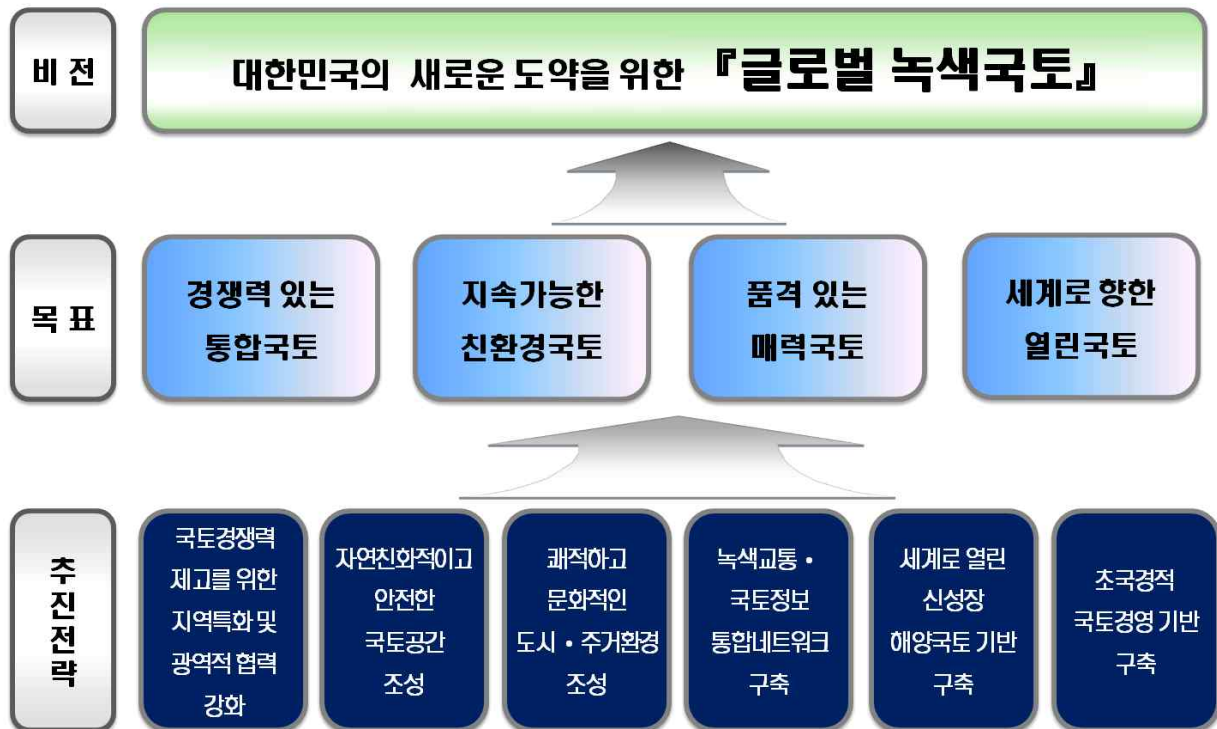 비 전
대한민국의 새로운 도약을 위한 『글로벌 녹색국토』
목 표
경쟁력 있는
통합국토
지속가능한
친환경국토
품격 있는
매력국토
세계로 향한
열린국토
추진전략
국토경쟁력
제고를 위한
지역특화 및
광역적 협력
강화
자연친화적이고
안전한
국토공간
조성
쾌적하고
문화적인
도시 • 주거환경
조성
녹색교통 •
국토정보
통합네트워크
구축
세계로 열린
신성장
해양국토 기반
구축
초국경적
국토경영 기반
구축